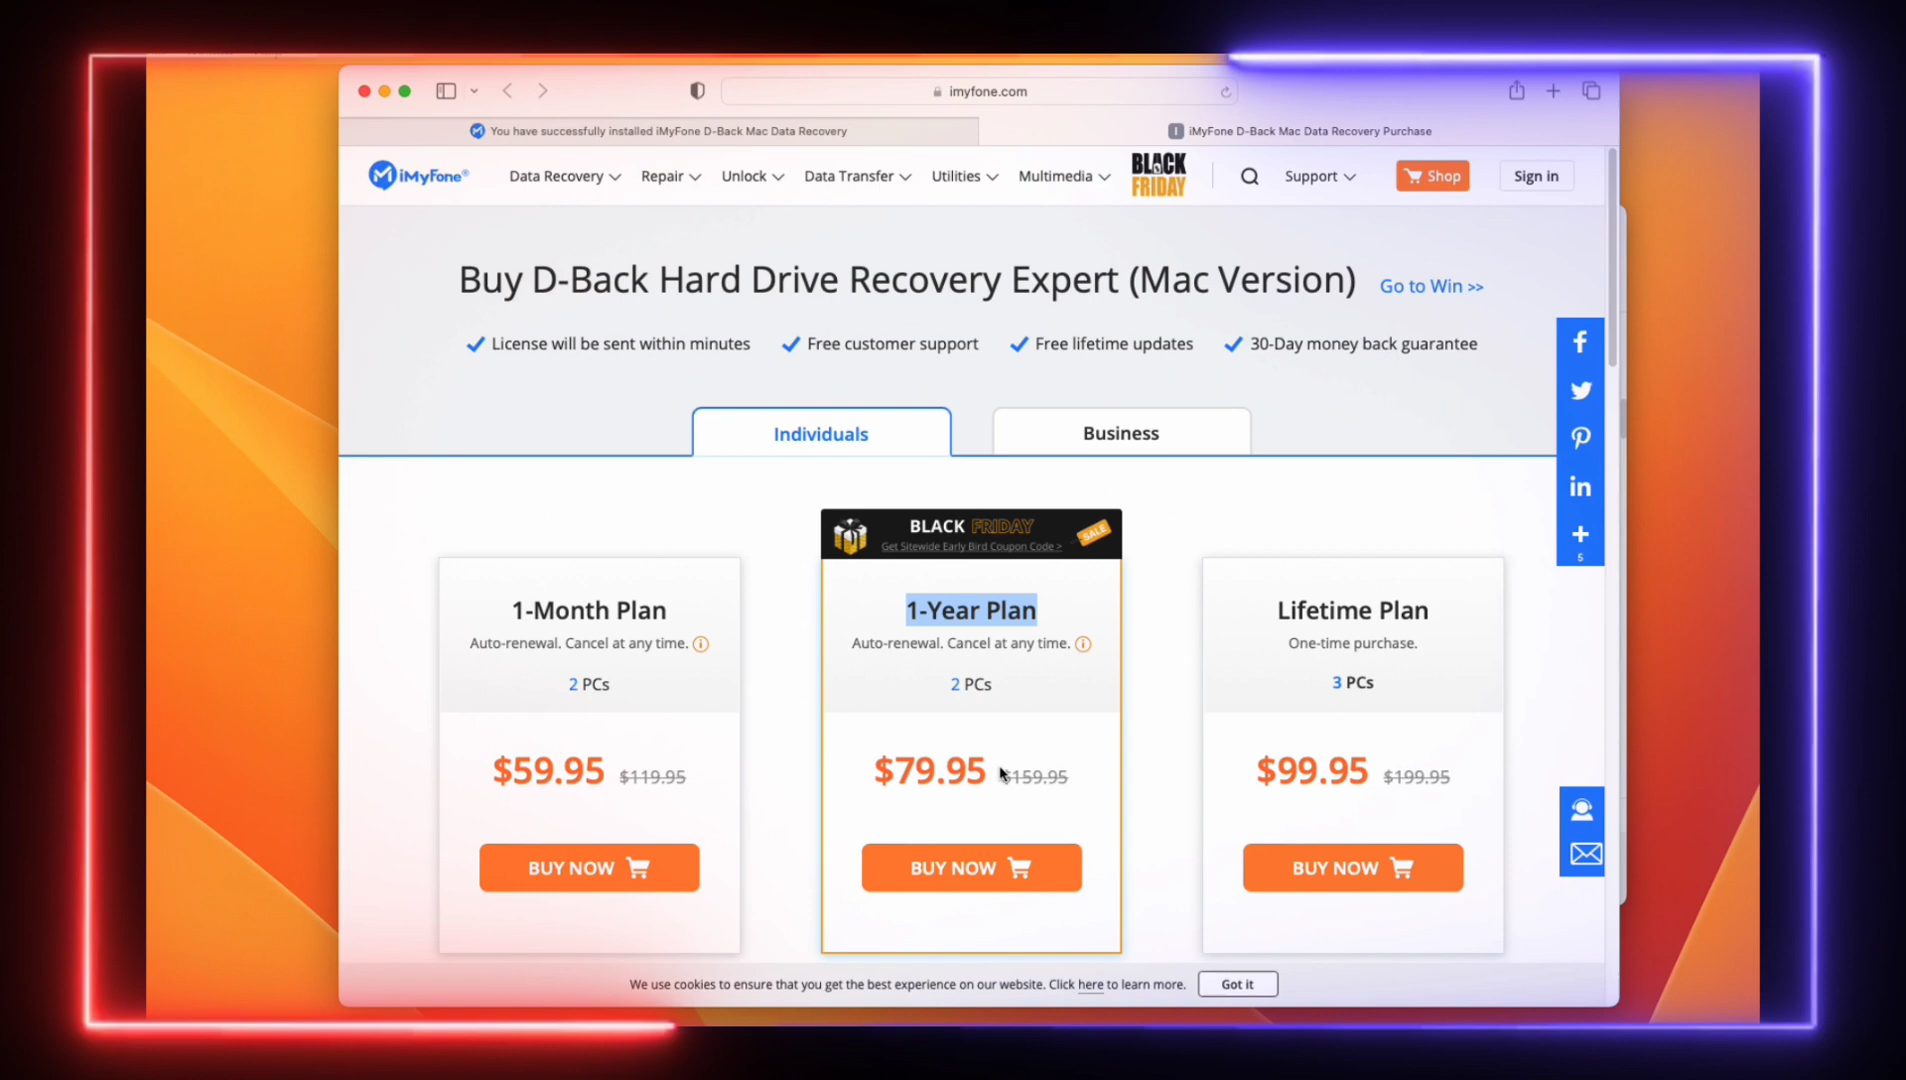 imyfone.com
You have successfully installed iMyFone D-Back Mac Data Recovery
I iMyFone D-Back Mac Data Recovery Purchase
iMyFone® Data Recovery Repair Unlock Data Transfer Utilities Multimedia BLACK FRIDAY Support Shop Sign in
Buy D-Back Hard Drive Recovery Expert (Mac Version) Go to Win >>
License will be sent within minutes Free customer support Free lifetime updates 30-Day money back guarantee
Individuals Business
BLACK FRIDAY SALE
Get Sitewide Early Bird Coupon Code >
1-Month Plan
Auto-renewal. Cancel at any time.
2 PCs
$59.95 $119.95
BUY NOW
1-Year Plan
Auto-renewal. Cancel at any time.
2 PCs
$79.95 $159.95
BUY NOW
Lifetime Plan
One-time purchase.
3 PCs
$99.95 $199.95
BUY NOW
5
We use cookies to ensure that you get the best experience on our website. Click here to learn more. Got it